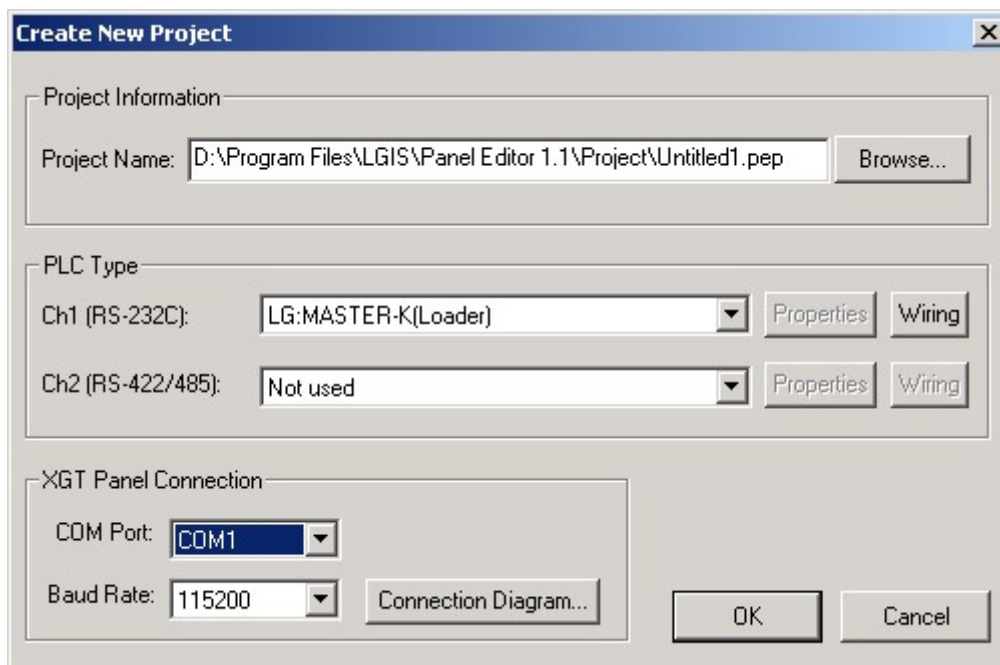 Create New Project
Project Information
Project Name: D:\Program Files\LGIS\Panel Editor 1.1\Project\Untitled1.pep Browse...
PLC Type
Ch1 (RS-232C): LG:MASTER-K(Loader) Properties Wiring
Ch2 (RS-422/485): Not used Properties Wiring
XGT Panel Connection
COM Port: COM1
Baud Rate: 115200 Connection Diagram...
OK Cancel